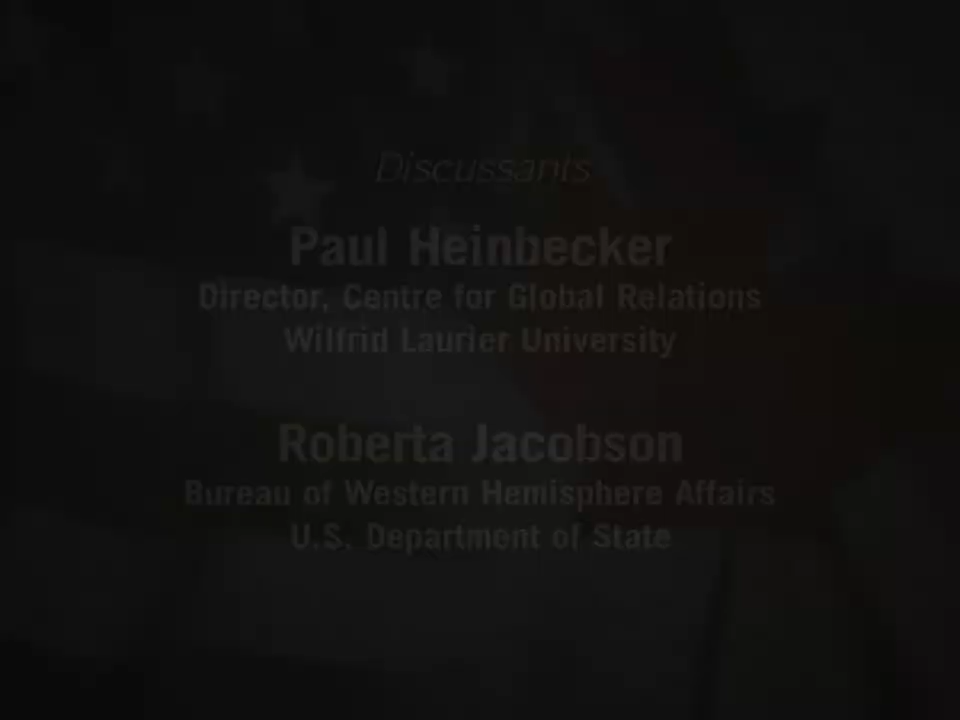 Discussants
Paul Heinbecker
Director, Centre for Global Relations
Wilfrid Laurier University
Roberta Jacobson
Bureau of Western Hemisphere Affairs
U.S. Department of State